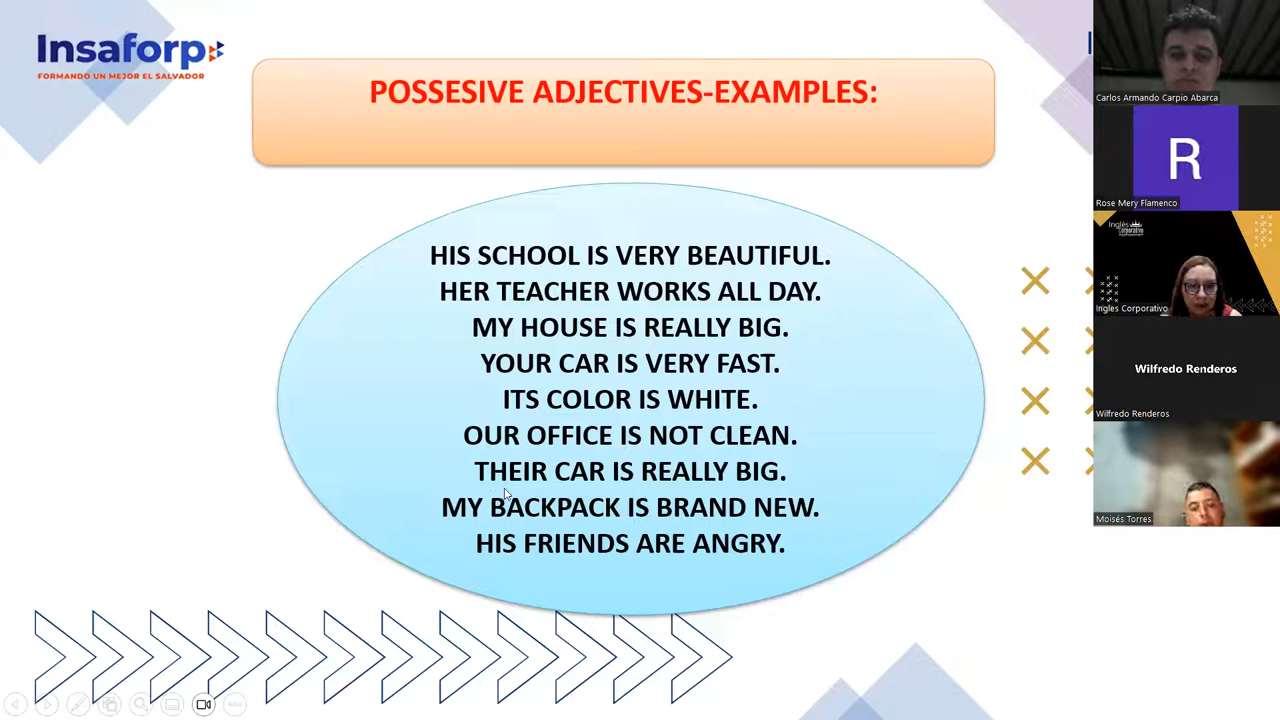 Insaforp
FORMANDO UN MEJOR EL SALVADOR
POSSESIVE ADJECTIVES-EXAMPLES:
HIS SCHOOL IS VERY BEAUTIFUL.
HER TEACHER WORKS ALL DAY.
MY HOUSE IS REALLY BIG.
YOUR CAR IS VERY FAST.
ITS COLOR IS WHITE.
OUR OFFICE IS NOT CLEAN.
THEIR CAR IS REALLY BIG.
MY BACKPACK IS BRAND NEW.
HIS FRIENDS ARE ANGRY.
Carlos Armando Carpio Abarca
R
Rose Mery Flamenco
Inglés
Corporativo
Ingles Corporativo
Wilfredo Renderos
Wilfredo Renderos
Moisés Torres